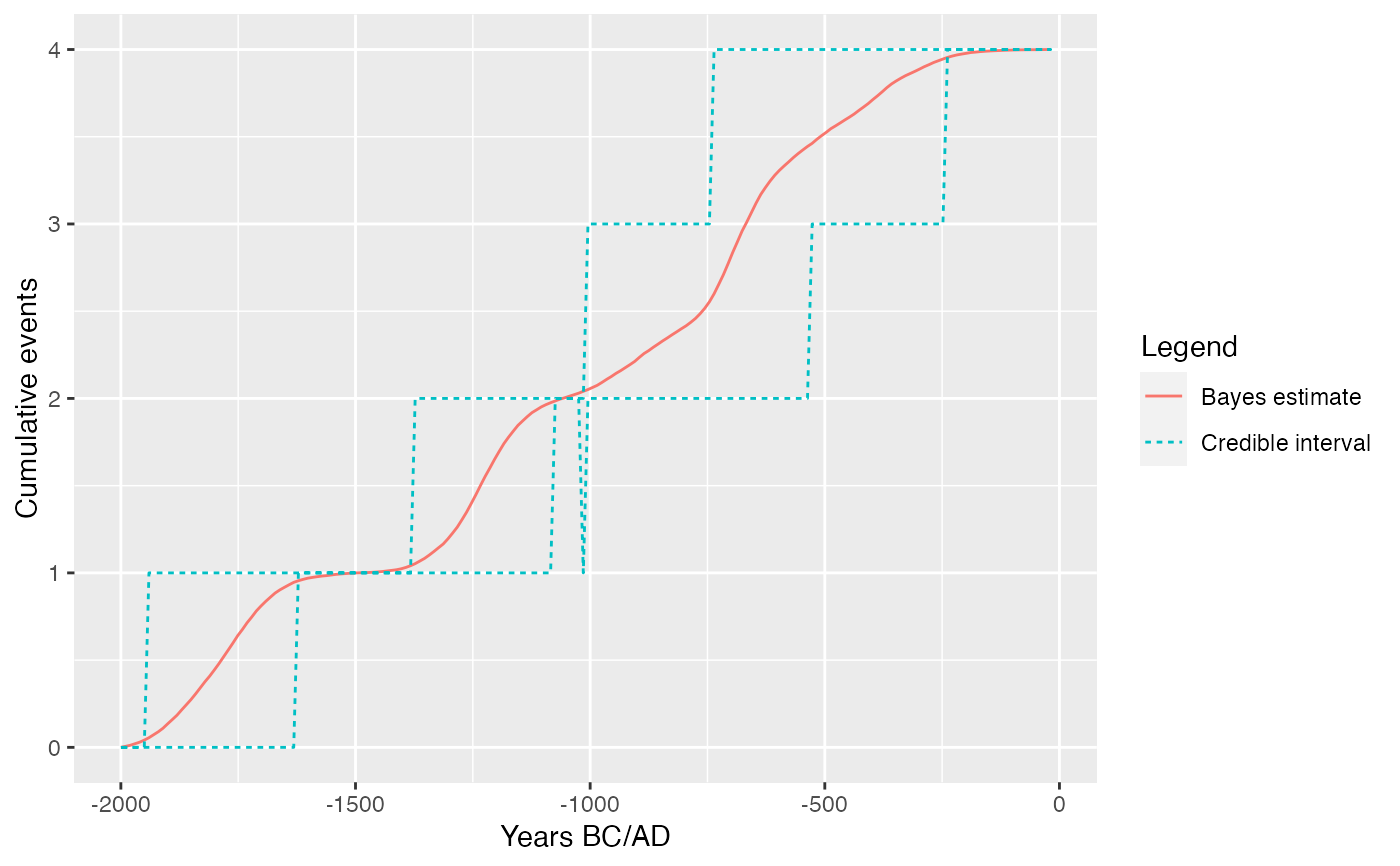 4
3
2
1
0
Cumulative events
-2000 -1500 -1000 -500 0
Years BC/AD
Legend
Bayes estimate
Credible interval